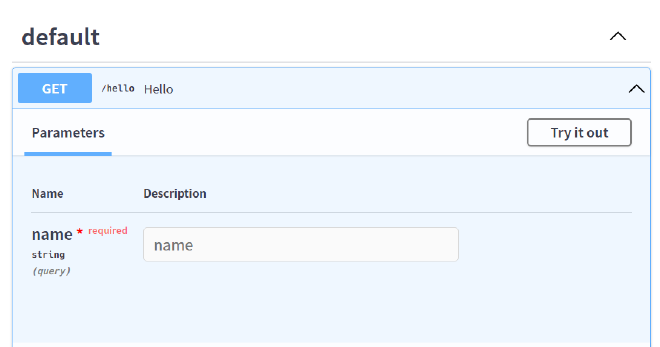 default
GET /hello Hello
Parameters Try it out
Name Description
name * required name
string
(query)